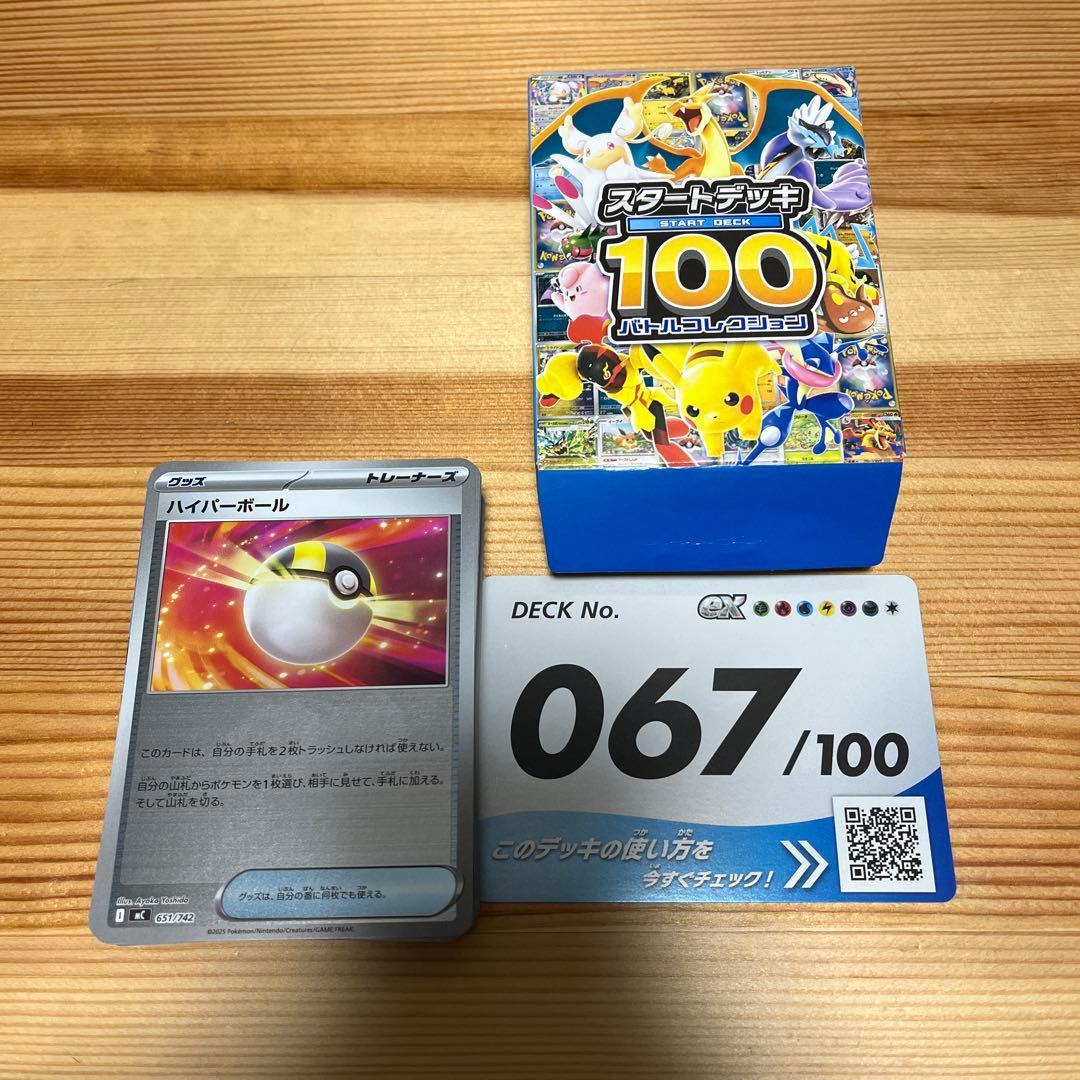 スタートデッキ
START DECK
100
バトルコレクション
グッズ
トレーナーズ
ハイパーボール
このカードは、自分の手札を2枚トラッシュしなければ使えない。
自分の山札からポケモンを1枚選び、相手に見せて、手札に加える。
そして山札を切る。
グッズは、自分の番に何枚でも使える。
Illus. Ayaka Yoshida
I mC 651/742
©2025 Pokémon/Nintendo/Creatures/GAME FREAK
DECK No.
ex
067/100
このデッキの使い方を
今すぐチェック!